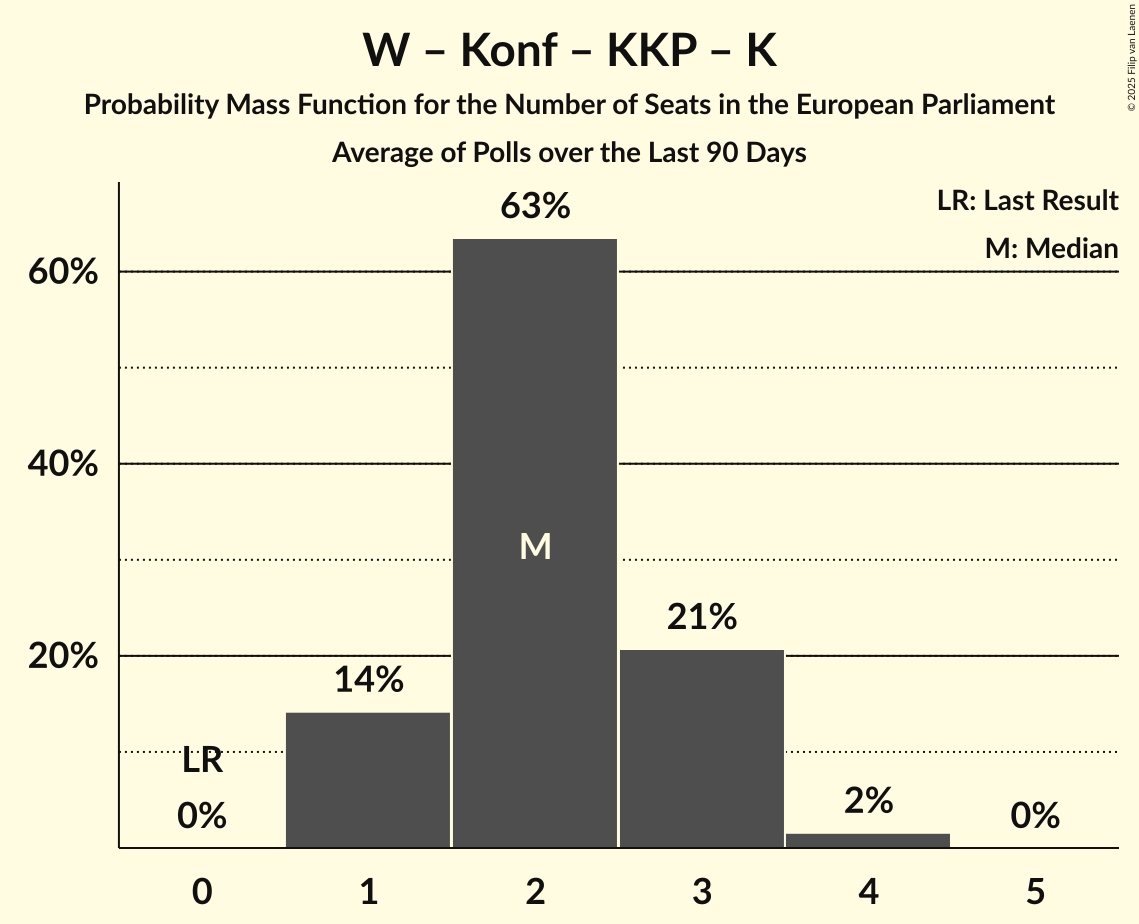 W – Konf – KKP – K
Probability Mass Function for the Number of Seats in the European Parliament
Average of Polls over the Last 90 Days
© 2025 Filip van Laenen
LR: Last Result
M: Median
63%
60%
40%
M
21%
20%
14%
LR
2%
0%
0%
0 1 2 3 4 5